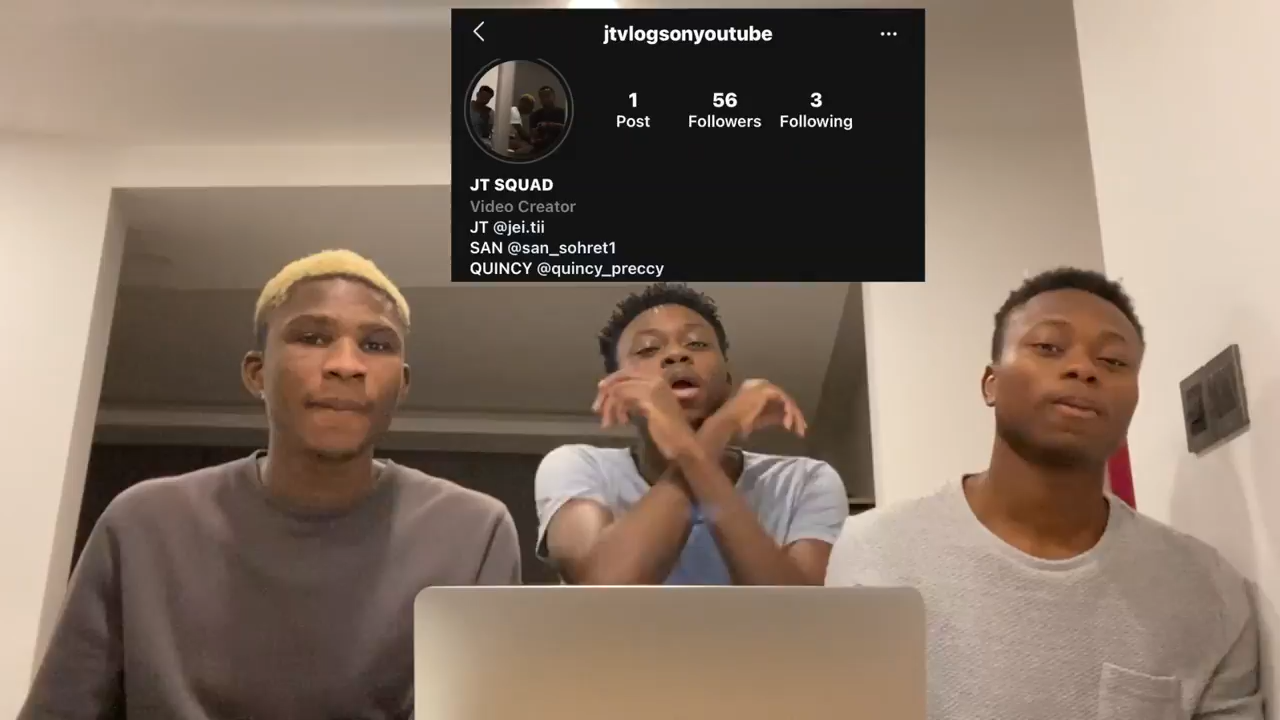 jtvlogsonyoutube
1 56 3
Post Followers Following
JT SQUAD
Video Creator
JT @jei.tii
SAN @san_sohret1
QUINCY @quincy_preccy